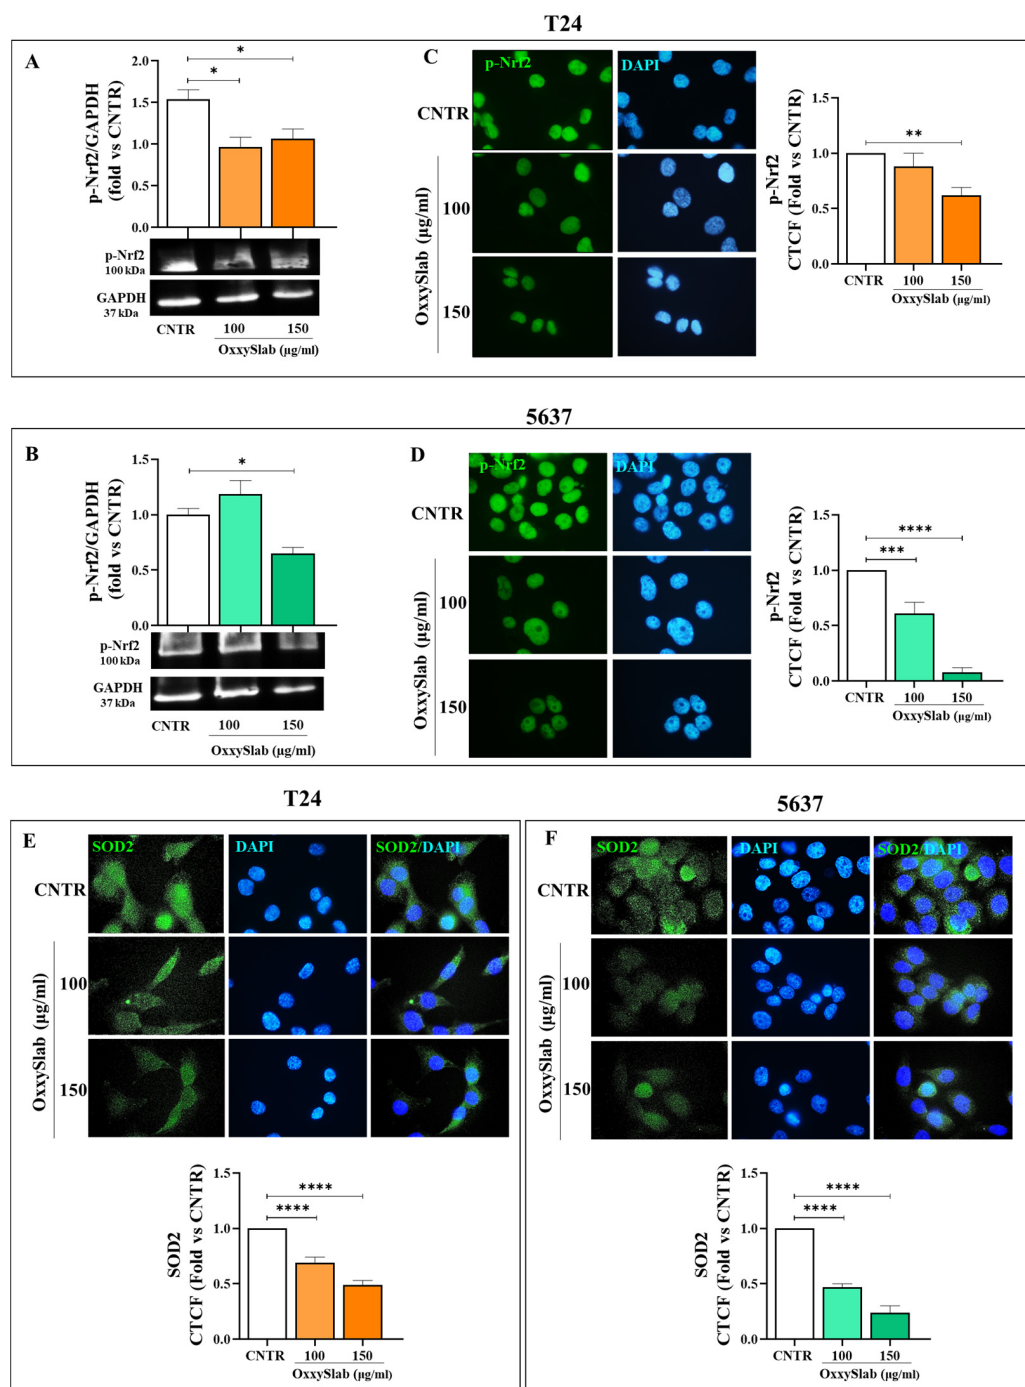 T24
A
p-Nrf2/GAPDH
(fold vs CNTR)
2.0
1.5
1.0
0.5
0.0
*
*
p-Nrf2
100 kDa
GAPDH
37 kDa
CNTR
100
150
OxxySlab (μg/ml)
C
p-Nrf2
DAPI
CNTR
100
150
OxxySlab (μg/ml)
p-Nrf2
CTCF (Fold vs CNTR)
1.5
1.0
0.5
0.0
**
CNTR
100
150
OxxySlab (μg/ml)
5637
B
p-Nrf2/GAPDH
(fold vs CNTR)
1.5
1.0
0.5
0.0
*
p-Nrf2
100 kDa
GAPDH
37 kDa
CNTR
100
150
OxxySlab (μg/ml)
D
p-Nrf2
DAPI
CNTR
100
150
OxxySlab (μg/ml)
p-Nrf2
CTCF (Fold vs CNTR)
1.5
1.0
0.5
0.0
****
***
CNTR
100
150
OxxySlab (μg/ml)
T24
E
SOD2
DAPI
SOD2/DAPI
CNTR
100
150
OxxySlab (μg/ml)
SOD2
CTCF (Fold vs CNTR)
1.5
1.0
0.5
0.0
****
****
CNTR
100
150
OxxySlab (μg/ml)
5637
F
SOD2
DAPI
SOD2/DAPI
CNTR
100
150
OxxySlab (μg/ml)
SOD2
CTCF (Fold vs CNTR)
1.5
1.0
0.5
0.0
****
****
CNTR
100
150
OxxySlab (μg/ml)